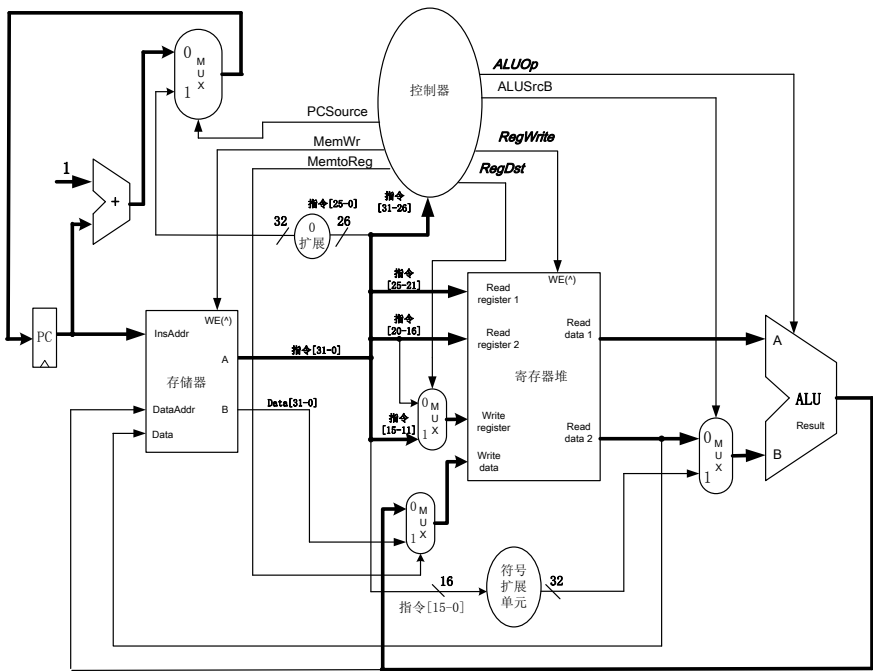 0
M
U
X
1
控制器
ALUOp
ALUSrcB
PCSource
MemWr
RegWrite
MemtoReg
RegDst
1
+
指令[25-0]
指令
[31-26]
32
0
扩展
26
指令
[25-21]
WE(^)
Read
register 1
PC
WE(^)
InsAddr
指令
[20-16]
Read
register 2
Read
data 1
A
A
指令[31-0]
存储器
寄存器堆
DataAddr
B
Data[31-0]
0
M
U
X
1
ALU
Data
指令
[15-11]
Write
register
Read
data 2
0
M
U
X
1
Result
Write
data
B
0
M
U
X
1
16
符号
扩展
单元
32
指令[15-0]